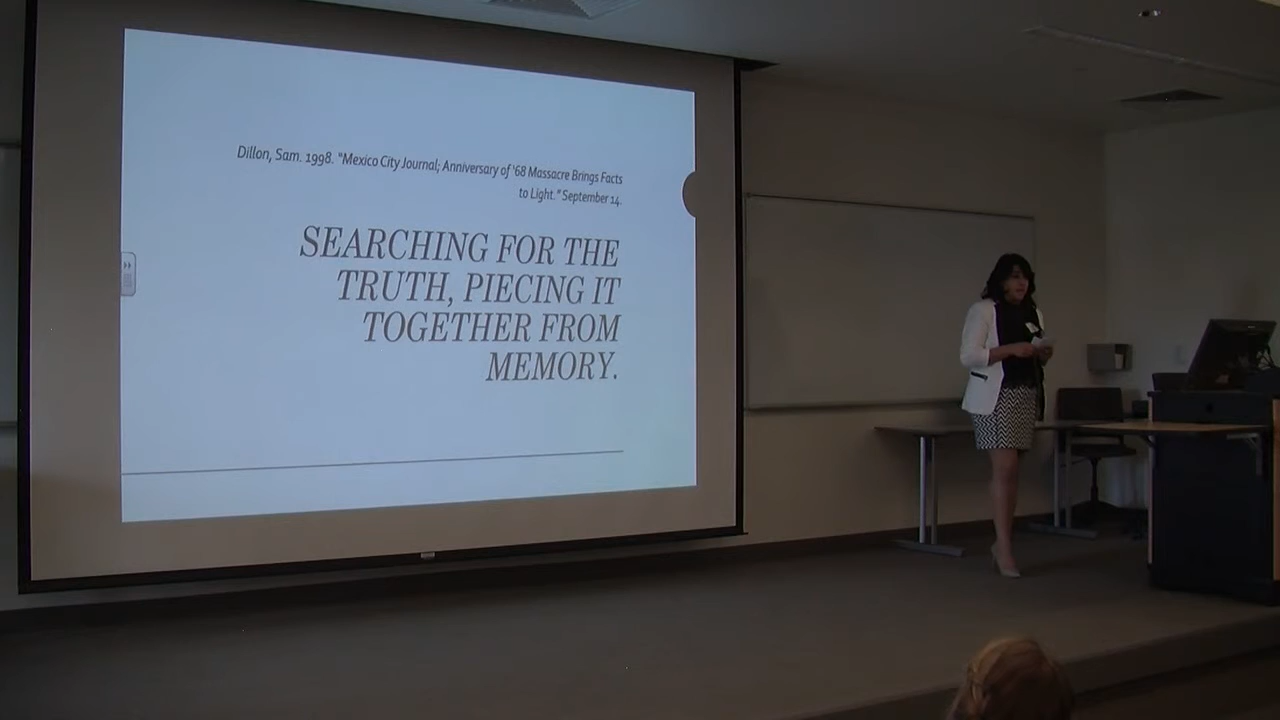 Dillon, Sam. 1998. "Mexico City Journal; Anniversary of '68 Massacre Brings Facts
to Light." September 14.
SEARCHING FOR THE
TRUTH, PIECING IT
TOGETHER FROM
MEMORY.